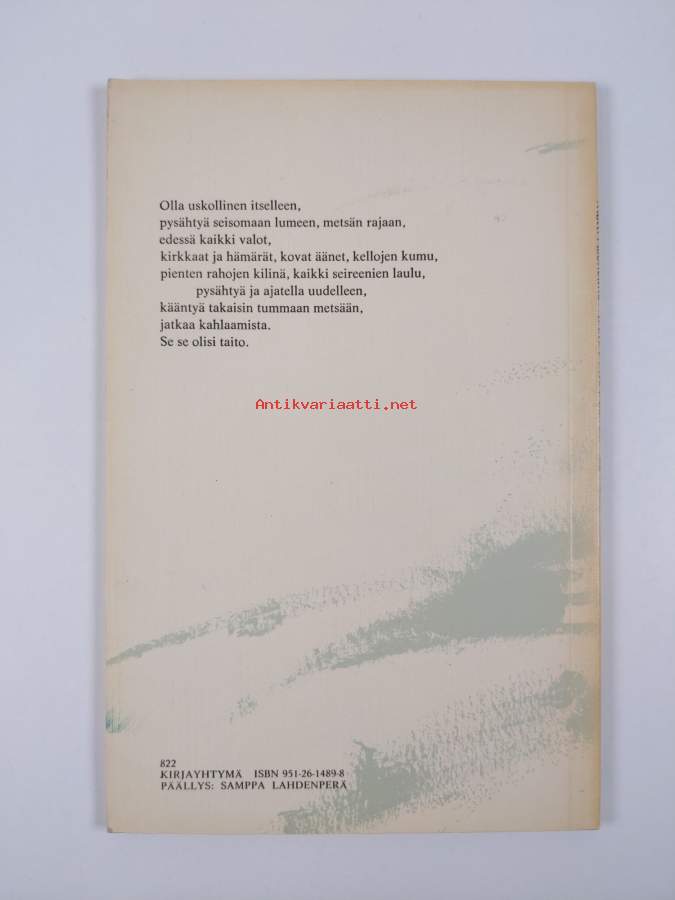 Olla uskollinen itselleen,
pysähtyä seisomaan lumeen, metsän rajaan,
edessä kaikki valot,
kirkkaat ja hämärät, kovat äänet, kellojen kumu,
pienten rahojen kilinä, kaikki seireenien laulu,
pysähtyä ja ajatella uudelleen,
kääntyä takaisin tummaan metsään,
jatkaa kahlaamista.
Se se olisi taito.
Antikvariaatti.net
822
KIRJAYHTYMÄ ISBN 951-26-1489-8
PÄÄLLYS: SAMPPA LAHDENPERÄ